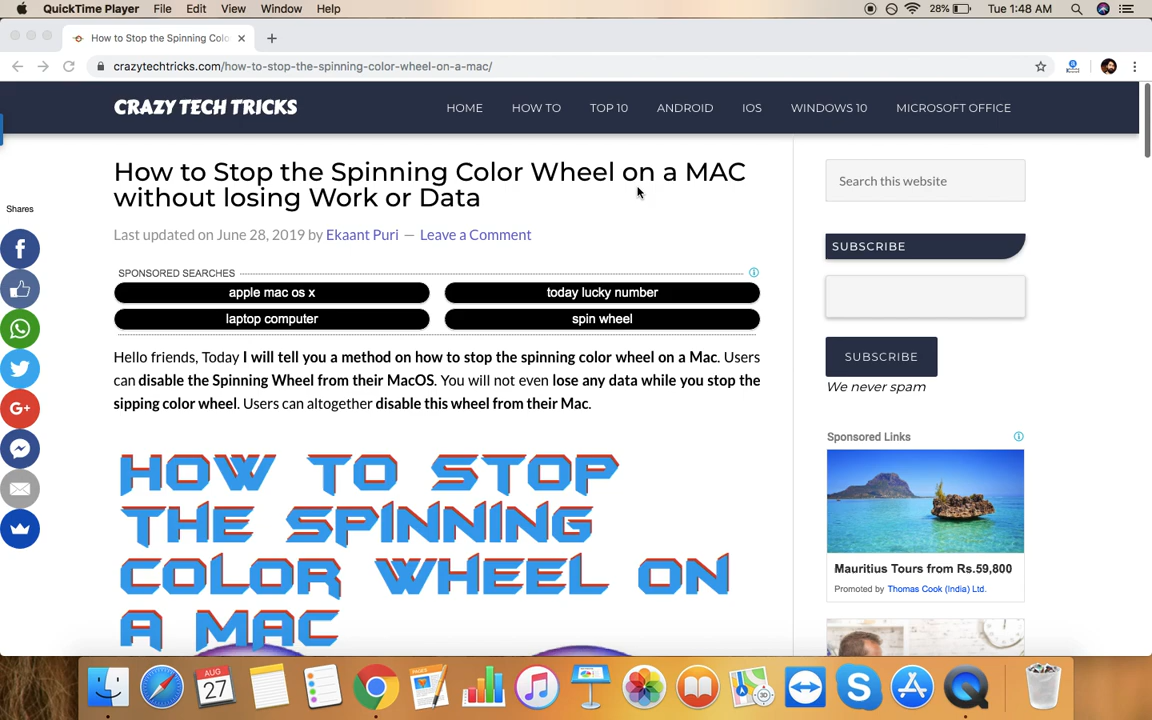 QuickTime Player File Edit View Window Help 28% Tue 1:48 AM
How to Stop the Spinning Colo
crazytechtricks.com/how-to-stop-the-spinning-color-wheel-on-a-mac/
CRAZY TECH TRICKS HOME HOW TO TOP 10 ANDROID IOS WINDOWS 10 MICROSOFT OFFICE
How to Stop the Spinning Color Wheel on a MAC
without losing Work or Data
Last updated on June 28, 2019 by Ekaant Puri — Leave a Comment
SPONSORED SEARCHES
apple mac os x today lucky number
laptop computer spin wheel
Hello friends, Today I will tell you a method on how to stop the spinning color wheel on a Mac. Users
can disable the Spinning Wheel from their MacOS. You will not even lose any data while you stop the
sipping color wheel. Users can altogether disable this wheel from their Mac.
HOW TO STOP
THE SPINNING
COLOR WHEEL ON
A MAC
Shares
G+
Search this website
SUBSCRIBE
SUBSCRIBE
We never spam
Sponsored Links
Mauritius Tours from Rs.59,800
Promoted by Thomas Cook (India) Ltd.
AUG
27
3D